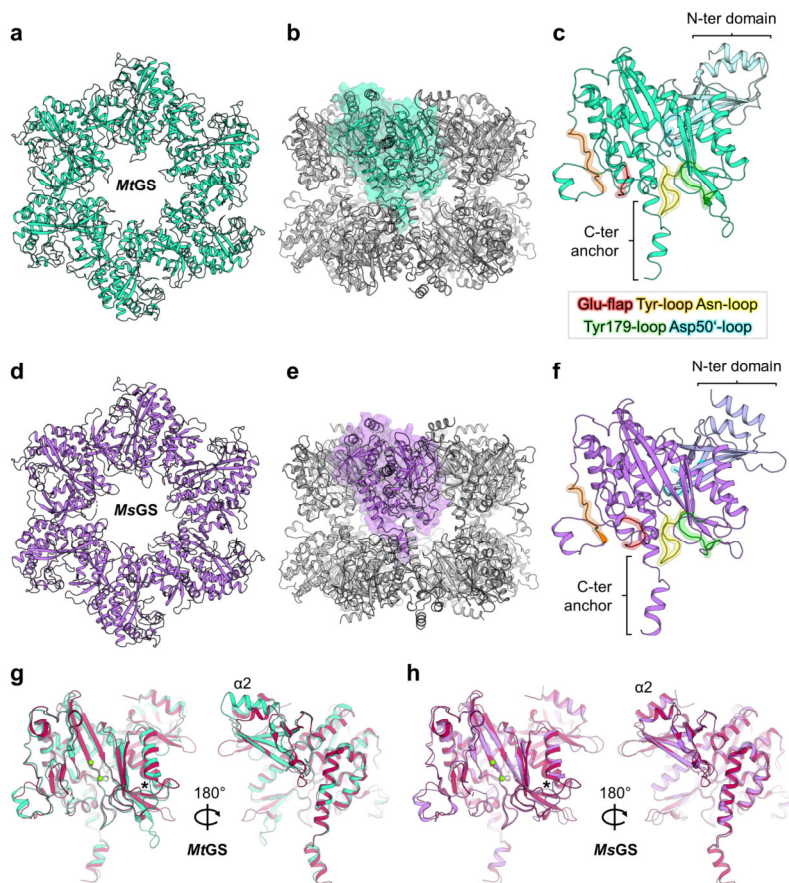 a
b
c
N-ter domain
MtGS
C-ter
anchor
Glu-flap Tyr-loop Asn-loop
Tyr179-loop Asp50'-loop
d
e
f
N-ter domain
MsGS
C-ter
anchor
g
h
α2
α2
*
*
180°
180°
MtGS
MsGS